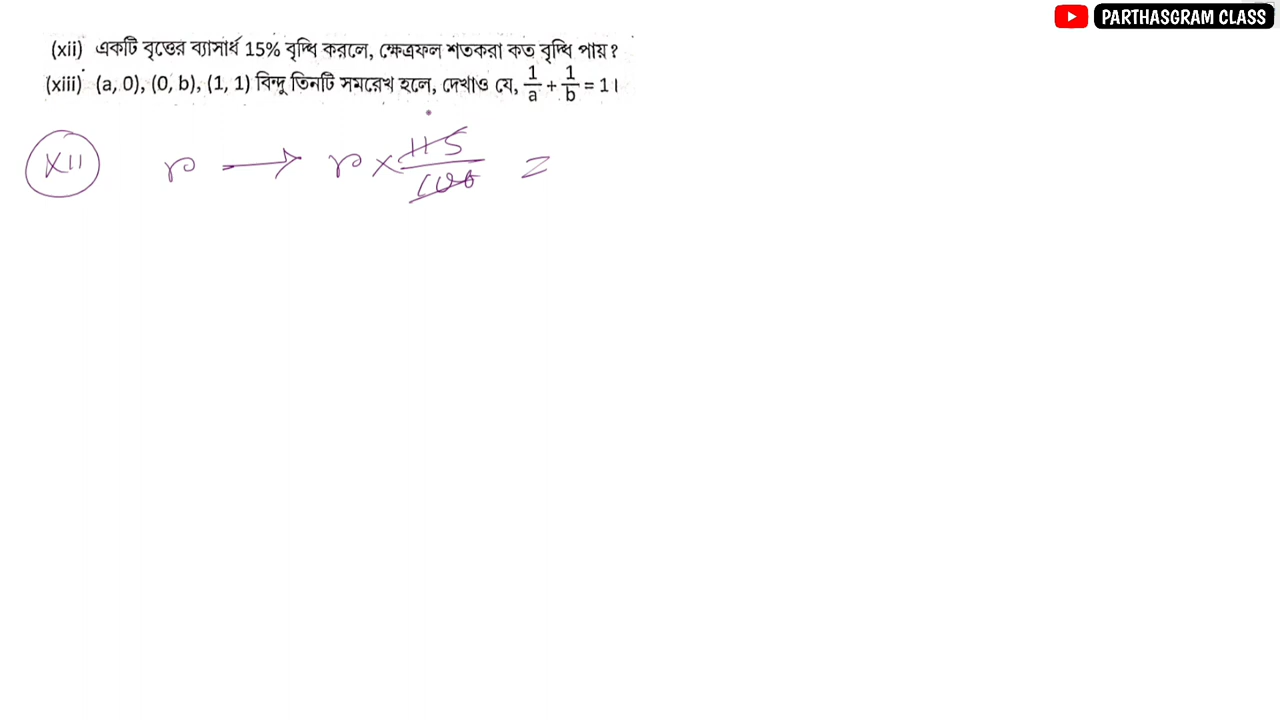 PARTHASGRAM CLASS
(xii) একটি বৃত্তের ব্যাসার্ধ 15% বৃদ্ধি করলে, ক্ষেত্রফল শতকরা কত বৃদ্ধি পায়?
(xiii) (a, 0), (0, b), (1, 1) বিন্দু তিনটি সমরেখ হলে, দেখাও যে, 1/a + 1/b = 1।
XII r → r × 115/100 =